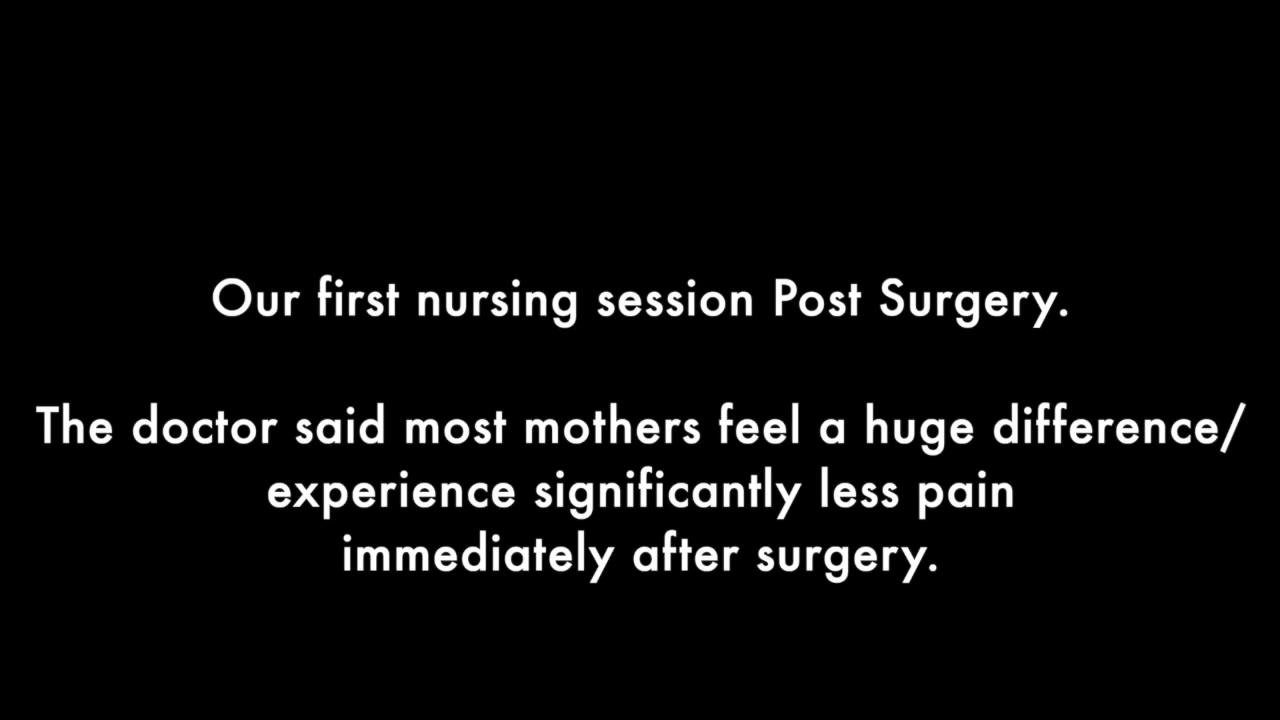 Our first nursing session Post Surgery.
The doctor said most mothers feel a huge difference/
experience significantly less pain
immediately after surgery.